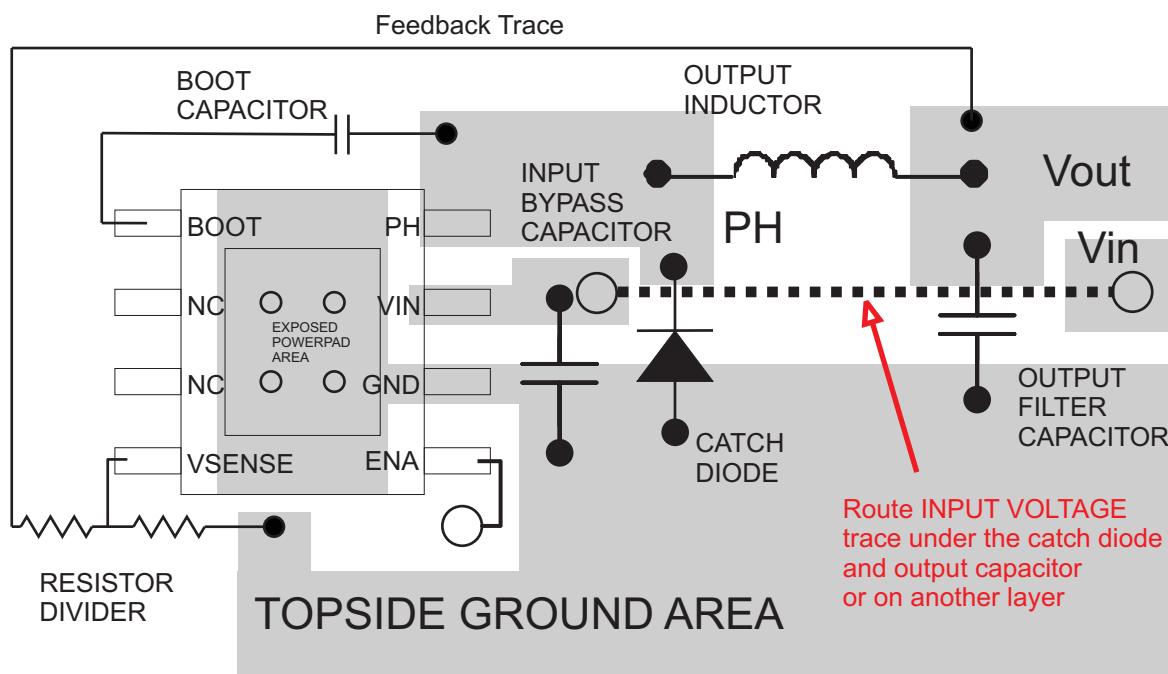 Feedback Trace
BOOT
CAPACITOR
OUTPUT
INDUCTOR
INPUT
BYPASS
CAPACITOR
Vout
PH
Vin
BOOT
PH
NC
VIN
EXPOSED
POWERPAD
AREA
NC
GND
VSENSE
ENA
CATCH
DIODE
OUTPUT
FILTER
CAPACITOR
Route INPUT VOLTAGE
trace under the catch diode
and output capacitor
or on another layer
RESISTOR
DIVIDER
TOPSIDE GROUND AREA